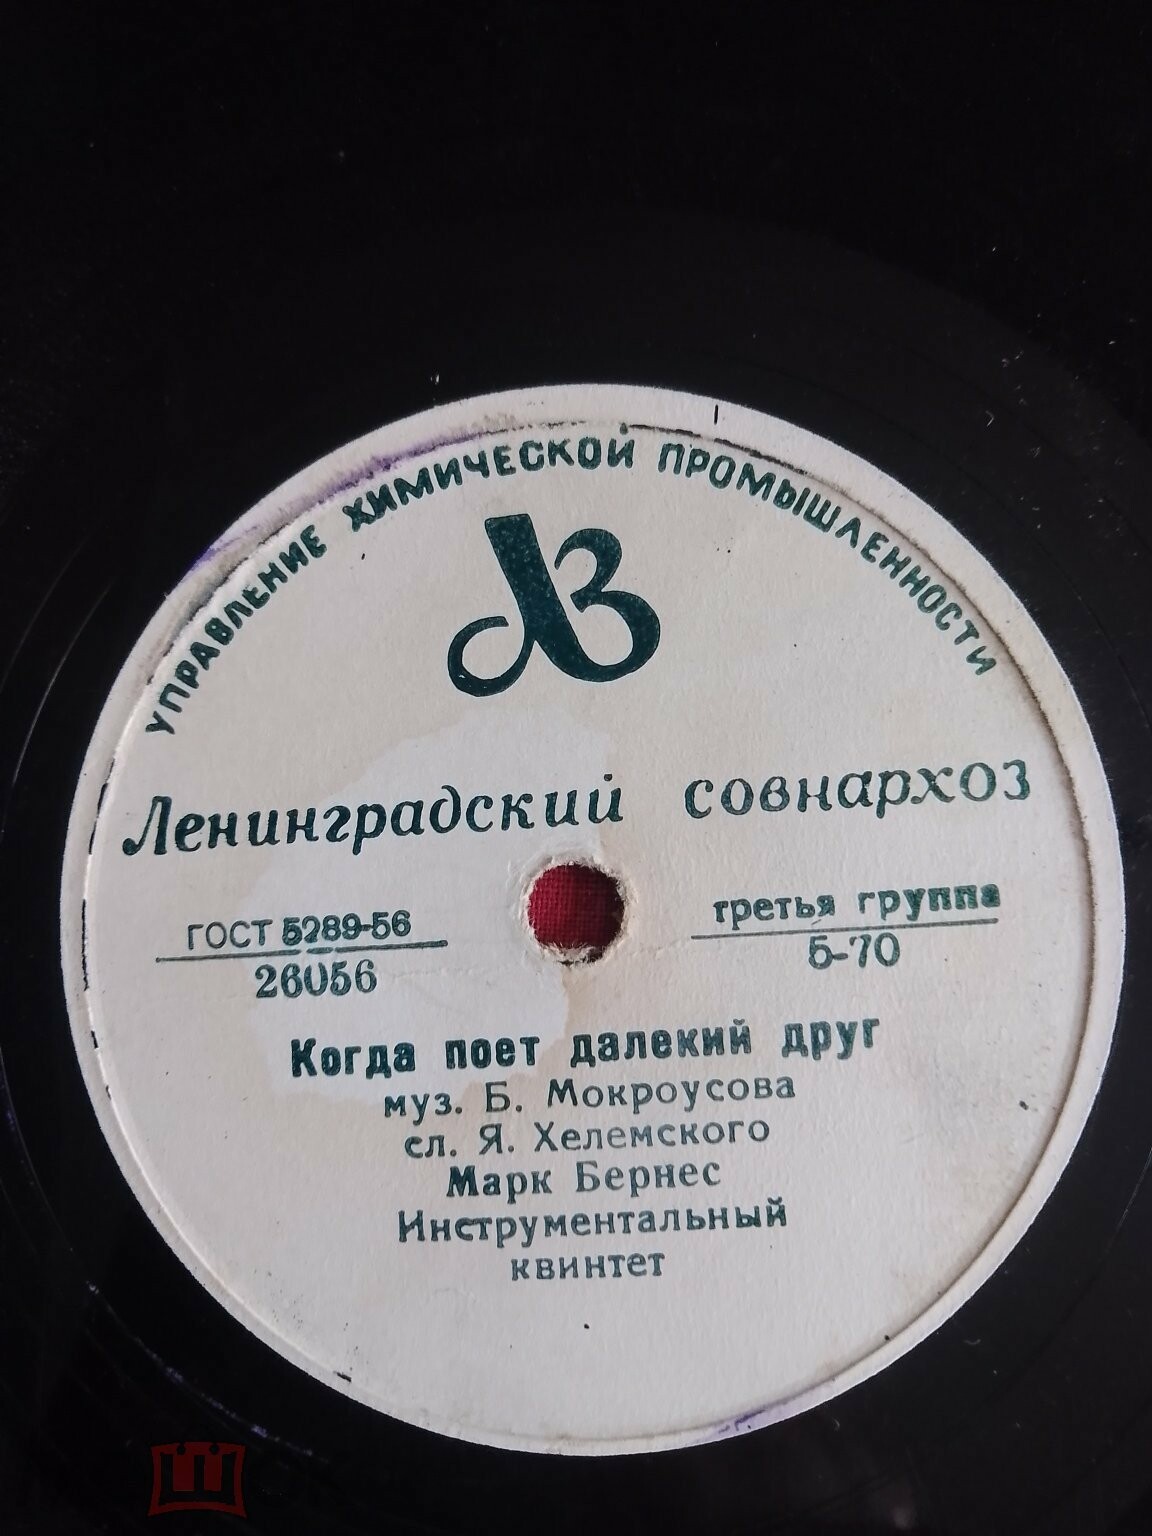 УПРАВЛЕНИЕ ХИМИЧЕСКОЙ ПРОМЫШЛЕННОСТИ
ЛЗ
Ленинградский совнархоз
ГОСТ 5289-56
26056
третья группа
Б-70
Когда поет далекий друг
муз. Б. Мокроусова
сл. Я. Хелемского
Марк Бернес
Инструментальный
квинтет